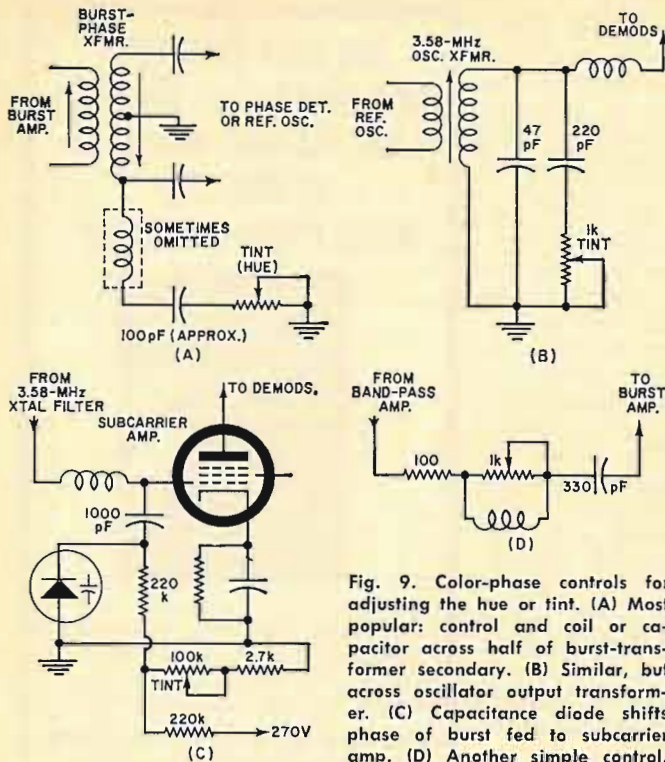 BURST-
PHASE
XFMR.
FROM
BURST
AMP.
TO PHASE DET.
OR REF. OSC.
SOMETIMES
OMITTED
TINT
(HUE)
100pF (APPROX.)
(A)
TO
DEMODS
3.58-MHz
OSC. XFMR.
FROM
REF.
OSC.
47
pF
220
pF
1k
TINT
(B)
FROM
3.58-MHz
XTAL FILTER
TO DEMODS.
SUBCARRIER
AMP.
1000
pF
220
k
100k
2.7k
TINT
220k
270V
(C)
FROM
BAND-PASS
AMP.
TO
BURST
AMP.
100
1k
330
pF
(D)
Fig. 9. Color-phase controls for
adjusting the hue or tint. (A) Most
popular: control and coil or ca-
pacitor across half of burst-trans-
former secondary. (B) Similar, but
across oscillator output transform-
er. (C) Capacitance diode shifts
phase of burst fed to subcarrier
amp. (D) Another simple control.